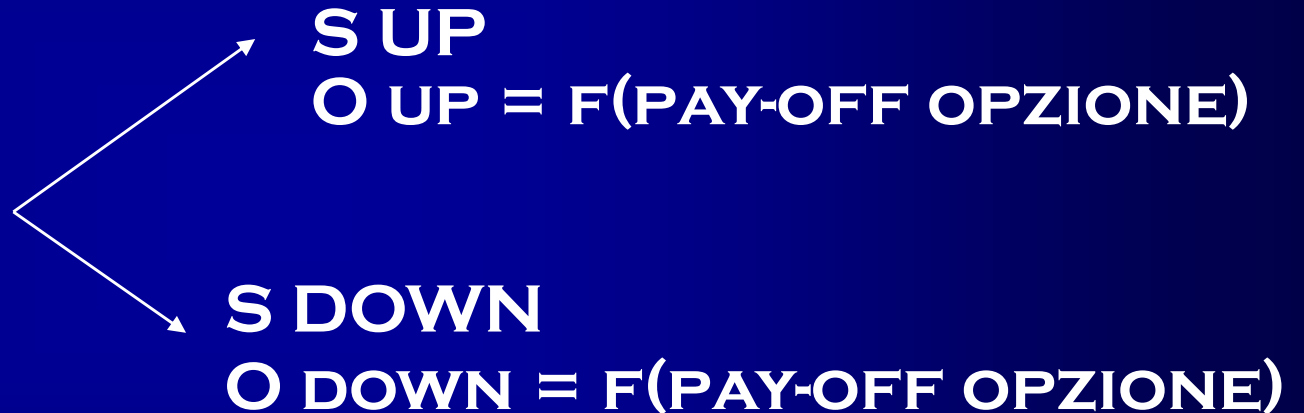 S UP
O UP = F(PAY-OFF OPZIONE)
S DOWN
O DOWN = F(PAY-OFF OPZIONE)